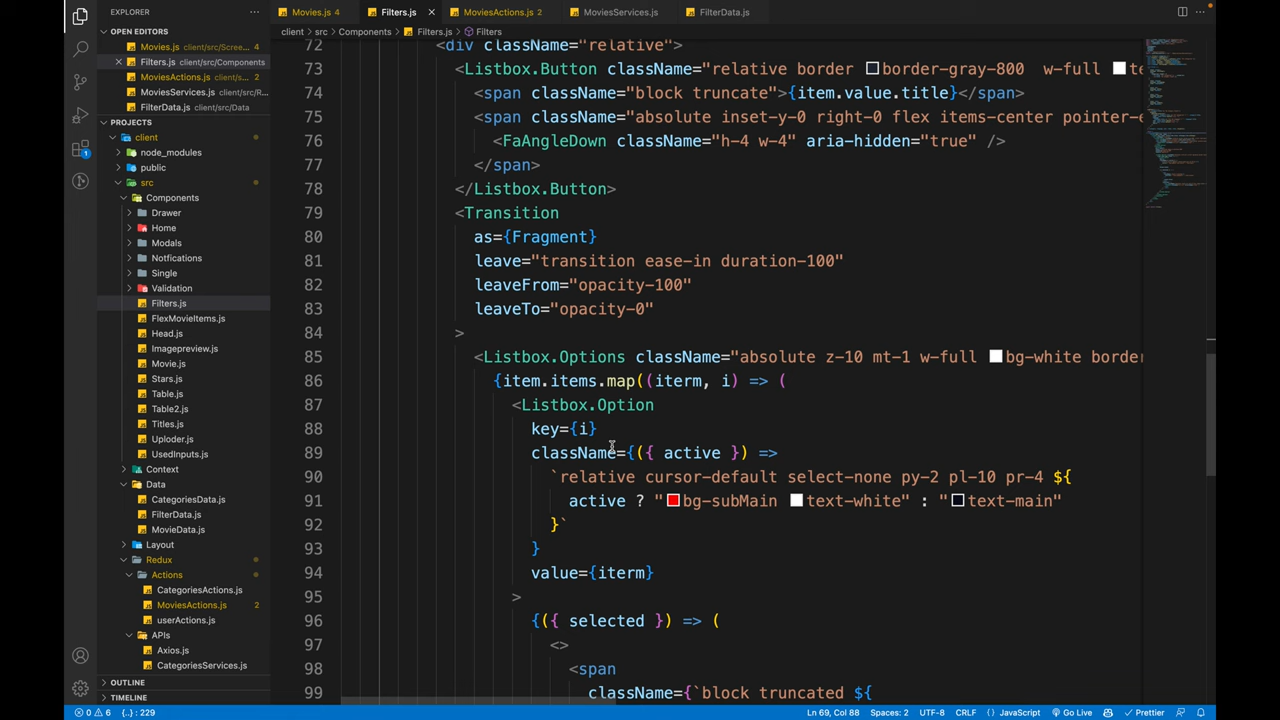 EXPLORER
Movies.js 4
Filters.js
MoviesActions.js 2
MoviesServices.js
FilterData.js
client > src > Components > Filters.js > Filters
OPEN EDITORS
Movies.js client/src/Scree... 4
Filters.js client/src/Components
MoviesActions.js client/s... 2
MoviesServices.js client/src/R...
FilterData.js client/src/Data
PROJECTS
client
node_modules
public
src
Components
Drawer
Home
Modals
Notfications
Single
Validation
Filters.js
FlexMovieItems.js
Head.js
Imagepreview.js
Movie.js
Stars.js
Table.js
Table2.js
Titles.js
Uploder.js
UsedInputs.js
Context
Data
CategoriesData.js
FilterData.js
MovieData.js
Layout
Redux
Actions
CategoriesActions.js
MoviesActions.js 2
userActions.js
APIs
Axios.js
CategoriesServices.js
OUTLINE
TIMELINE
72 <div className="relative">
73 <Listbox.Button className="relative border border-gray-800 w-full te
74 <span className="block truncate">{item.value.title}</span>
75 <span className="absolute inset-y-0 right-0 flex items-center pointer-e
76 <FaAngleDown className="h-4 w-4" aria-hidden="true" />
77 </span>
78 </Listbox.Button>
79 <Transition
80 as={Fragment}
81 leave="transition ease-in duration-100"
82 leaveFrom="opacity-100"
83 leaveTo="opacity-0"
84 >
85 <Listbox.Options className="absolute z-10 mt-1 w-full bg-white border
86 {item.items.map((iterm, i) => (
87 <Listbox.Option
88 key={i}
89 className={({ active }) =>
90 `relative cursor-default select-none py-2 pl-10 pr-4 ${
91 active ? "bg-subMain text-white" : "text-main"
92 }`
93 }
94 value={iterm}
95 >
96 {({ selected }) => (
97 <>
98 <span
99 className={`block truncated ${
0 6 {..} : 229
Ln 69, Col 88 Spaces: 2 UTF-8 CRLF {} JavaScript Go Live Prettier